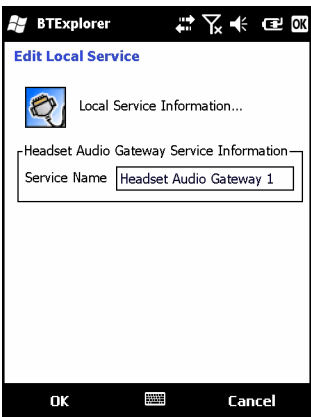 BTExplorer OK
Edit Local Service
Local Service Information...
Headset Audio Gateway Service Information
Service Name Headset Audio Gateway 1
OK Cancel